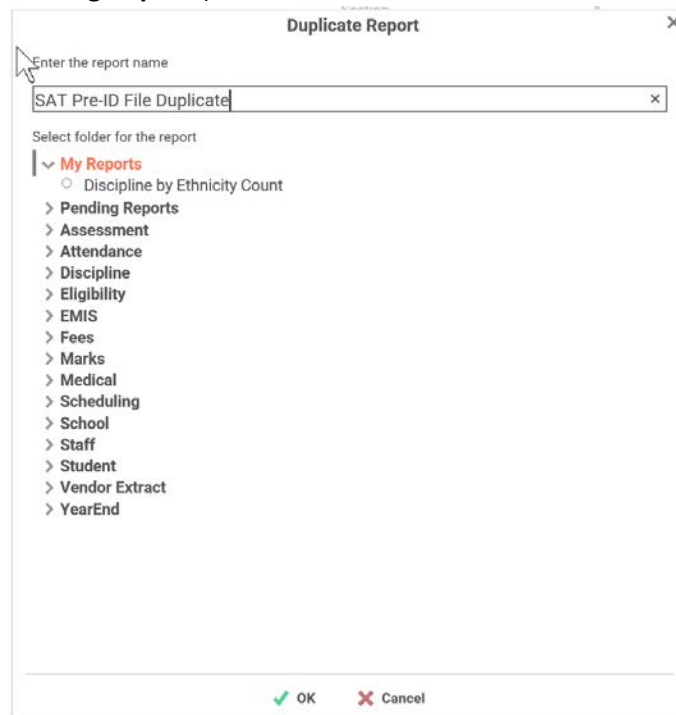 Duplicate Report
Enter the report name
SAT Pre-ID File Duplicate
Select folder for the report
My Reports
Discipline by Ethnicity Count
Pending Reports
Assessment
Attendance
Discipline
Eligibility
EMIS
Fees
Marks
Medical
Scheduling
School
Staff
Student
Vendor Extract
YearEnd
OK Cancel